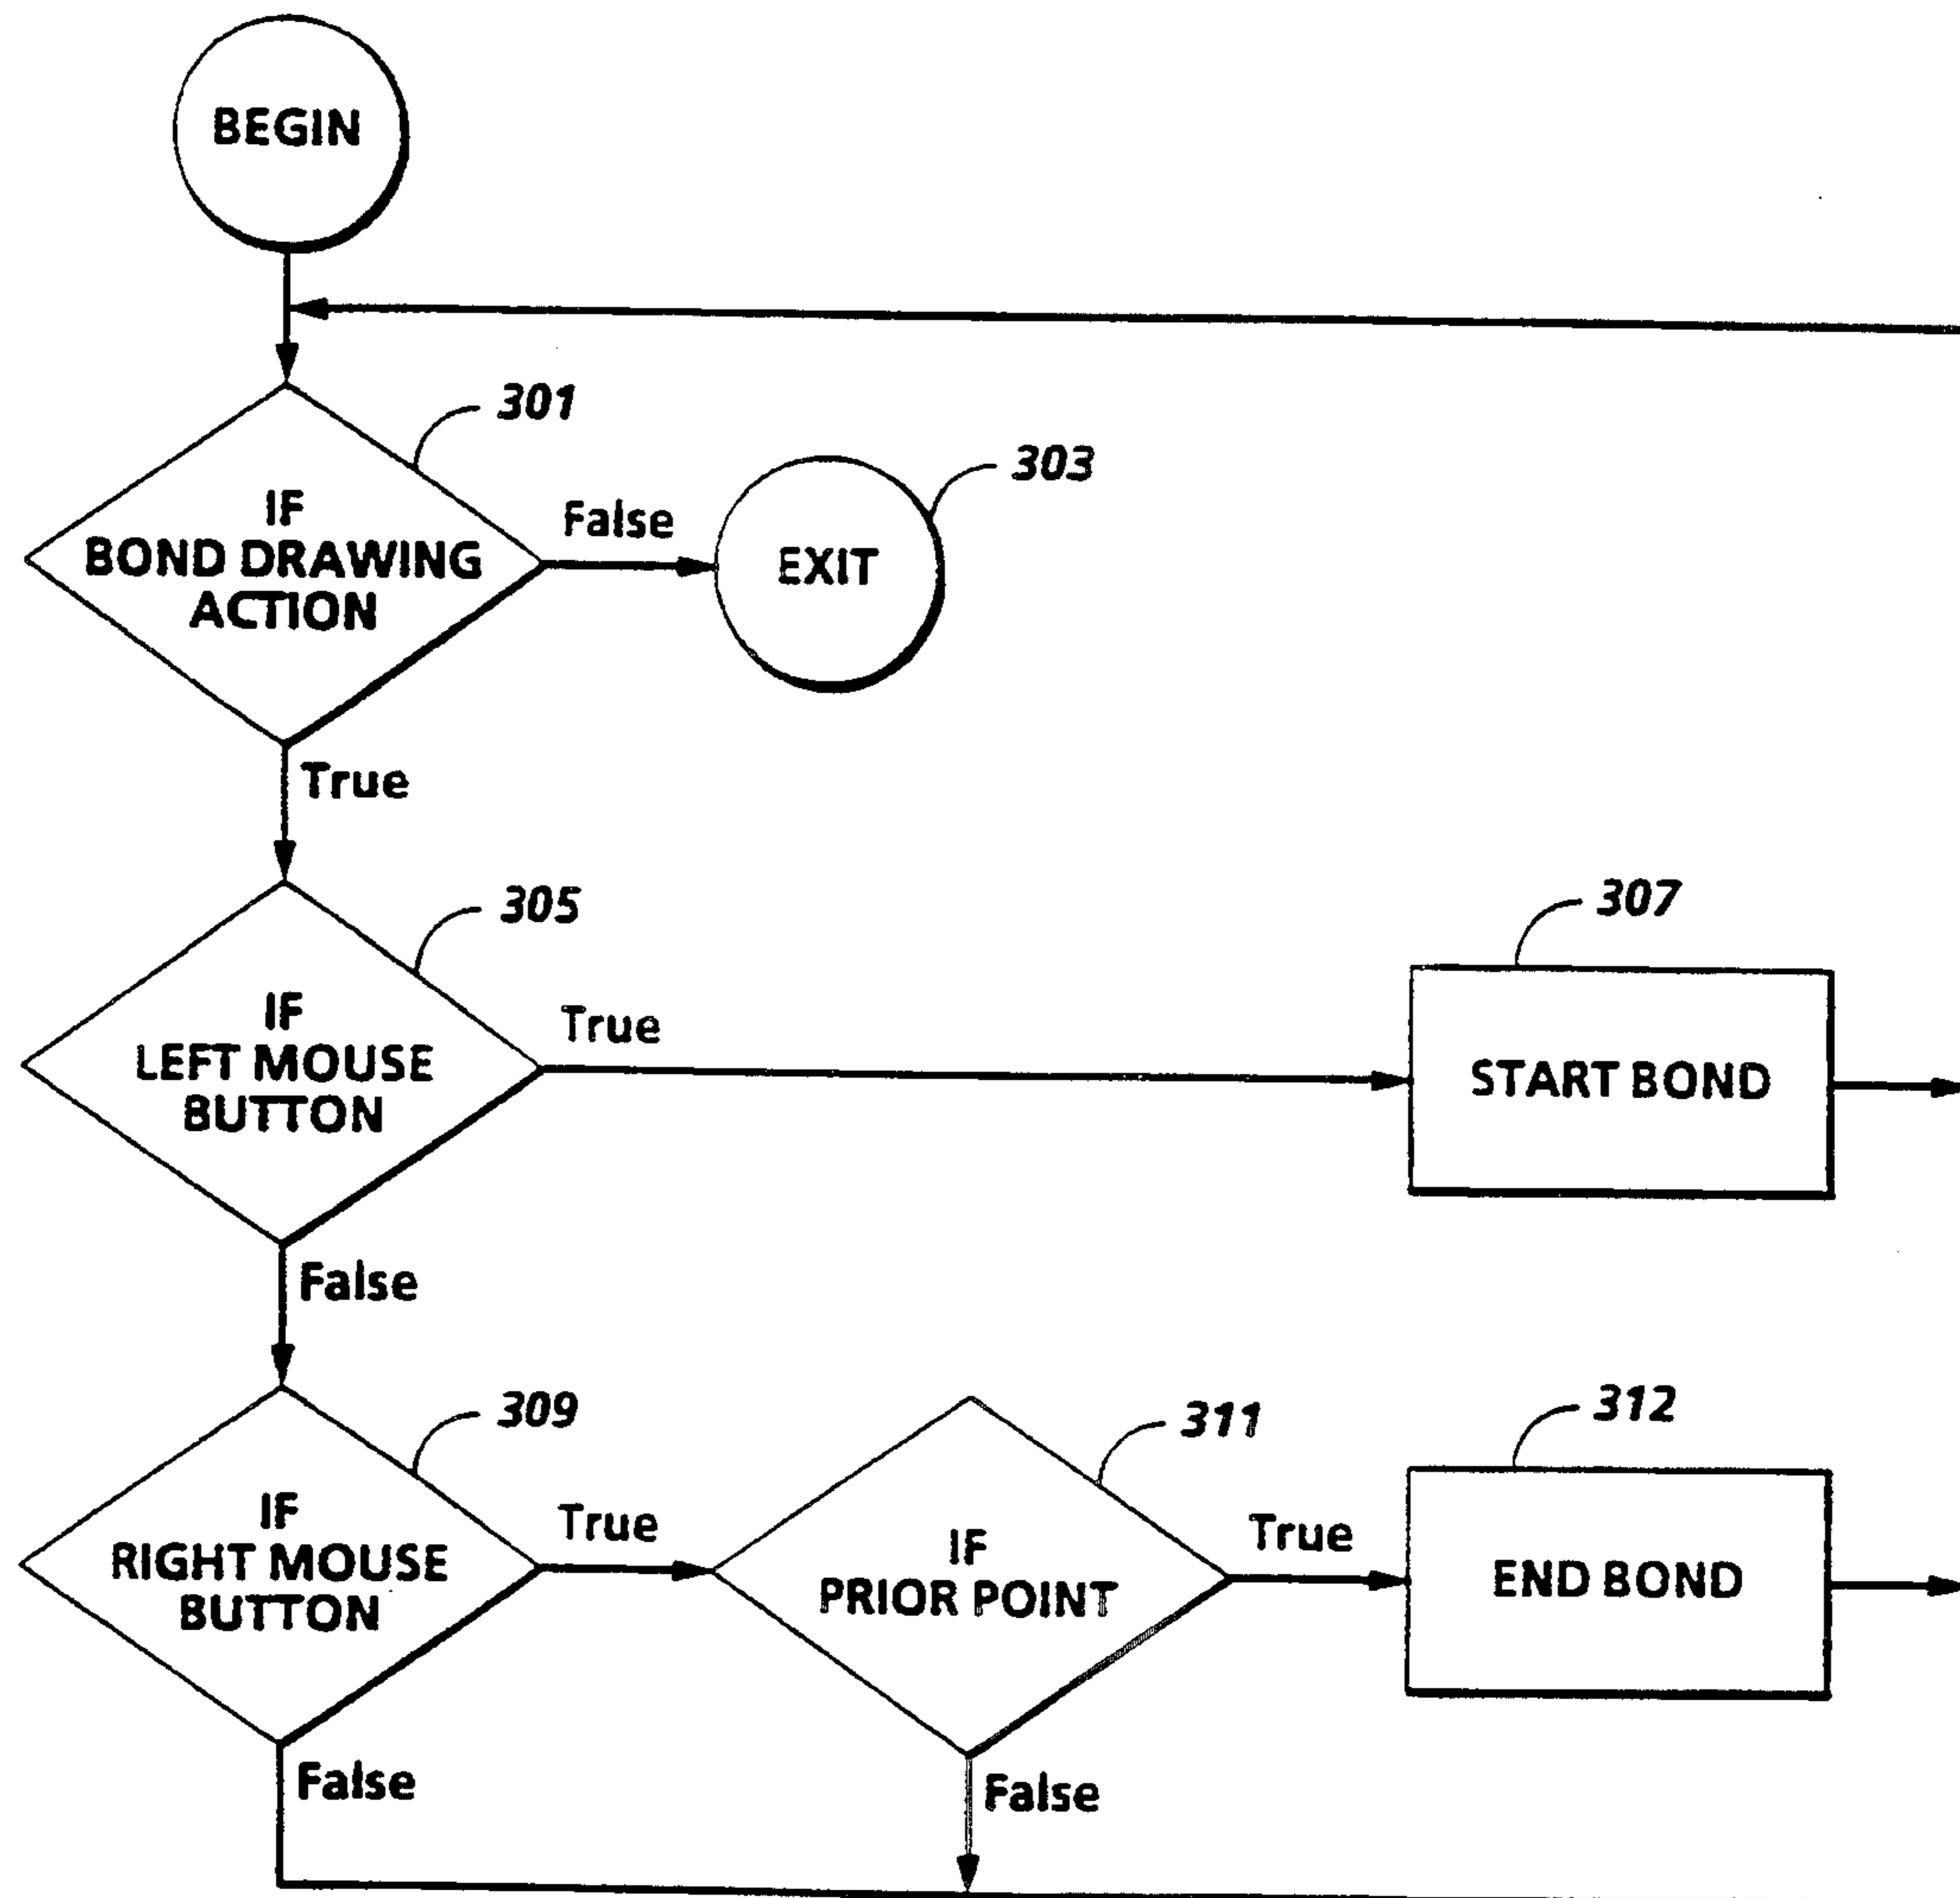 BEGIN
301
303
IF
BOND DRAWING
ACTION
False
EXIT
True
305
307
IF
LEFT MOUSE
BUTTON
True
START BOND
False
309
311
312
IF
RIGHT MOUSE
BUTTON
True
IF
PRIOR POINT
True
END BOND
False
False